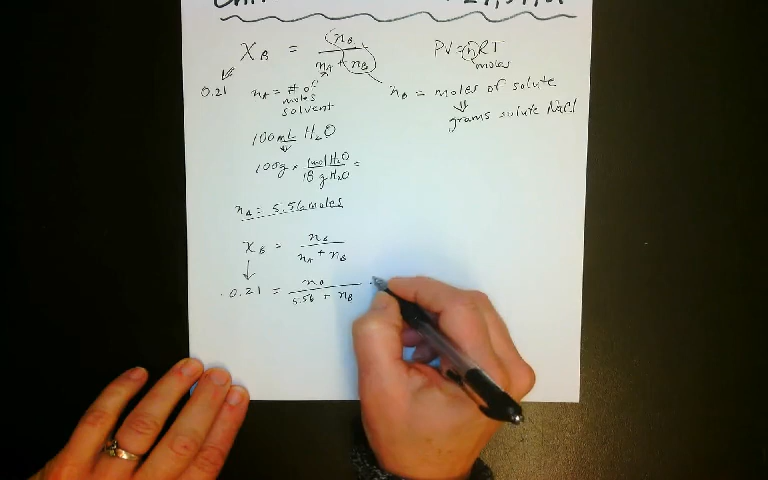 X_B = n_B / (n_A + n_B)
PV = nRT
moles
0.21
n_A = # of
moles
solvent
n_B = moles of solute
grams solute NaCl
100 mL H₂O
100g × 1 mol H₂O / 18 g H₂O =
n_A = 5.56 moles
X_B = n_B / (n_A + n_B)
0.21 = n_B / (5.56 + n_B)